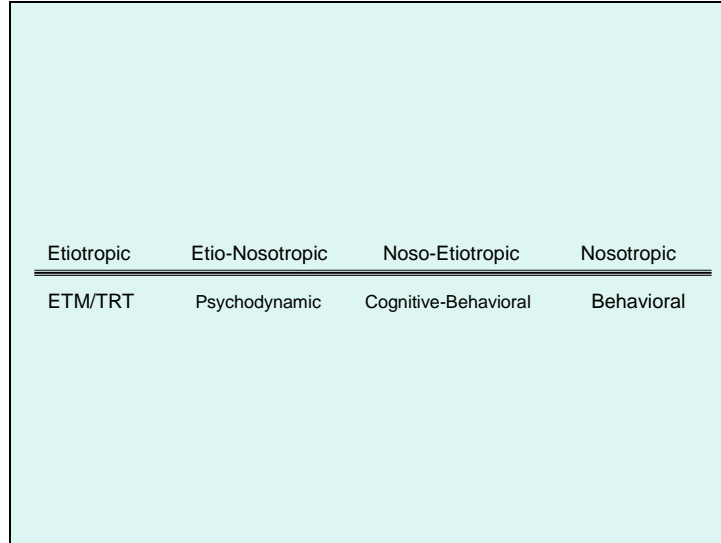 Etiotropic Etio-Nosotropic Noso-Etiotropic Nosotropic
ETM/TRT Psychodynamic Cognitive-Behavioral Behavioral